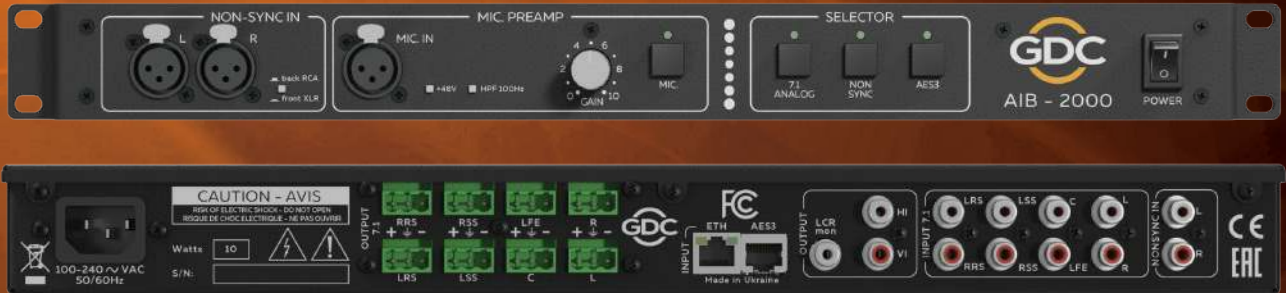 NON-SYNC IN
L
R
back RCA
front XLR
MIC. PREAMP
MIC. IN
+48V
HPF 100Hz
0
2
4
6
8
10
GAIN
MIC.
SELECTOR
7.1
ANALOG
NON
SYNC
AES3
GDC
AIB - 2000
I
O
POWER
100-240 ~ VAC
50/60Hz
CAUTION - AVIS
RISK OF ELECTRIC SHOCK - DO NOT OPEN
RISQUE DE CHOC ELECTRIQUE - NE PAS OUVRIR
Watts
10
S/N:
OUTPUT
7.1
RRS
RSS
LFE
R
+ -
+ -
+ -
+ -
LRS
LSS
C
L
GDC
FC
INPUT
ETH
AES3
Made in Ukraine
OUTPUT
LCR
mon
HI
VI
INPUT 7.1
LRS
LSS
C
L
RRS
RSS
LFE
R
NONSYNC IN
L
R
CE
EAC